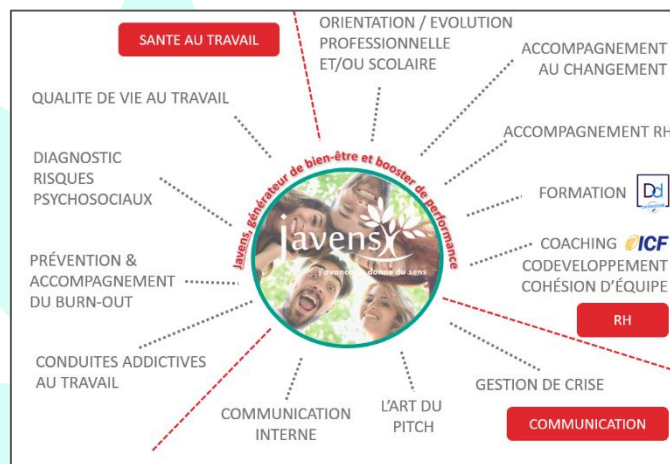 SANTE AU TRAVAIL
QUALITE DE VIE AU TRAVAIL
DIAGNOSTIC
RISQUES
PSYCHOSOCIAUX
PRÉVENTION &
ACCOMPAGNEMENT
DU BURN-OUT
CONDUITES ADDICTIVES
AU TRAVAIL
ORIENTATION / EVOLUTION
PROFESSIONNELLE
ET/OU SCOLAIRE
ACCOMPAGNEMENT
AU CHANGEMENT
ACCOMPAGNEMENT RH
FORMATION
Dd
COACHING
ICF
CODEVELOPPEMENT
COHÉSION D'ÉQUIPE
RH
Javens, générateur de bien-être et booster de performance
javens
COMMUNICATION
INTERNE
L'ART DU
PITCH
GESTION DE CRISE
COMMUNICATION